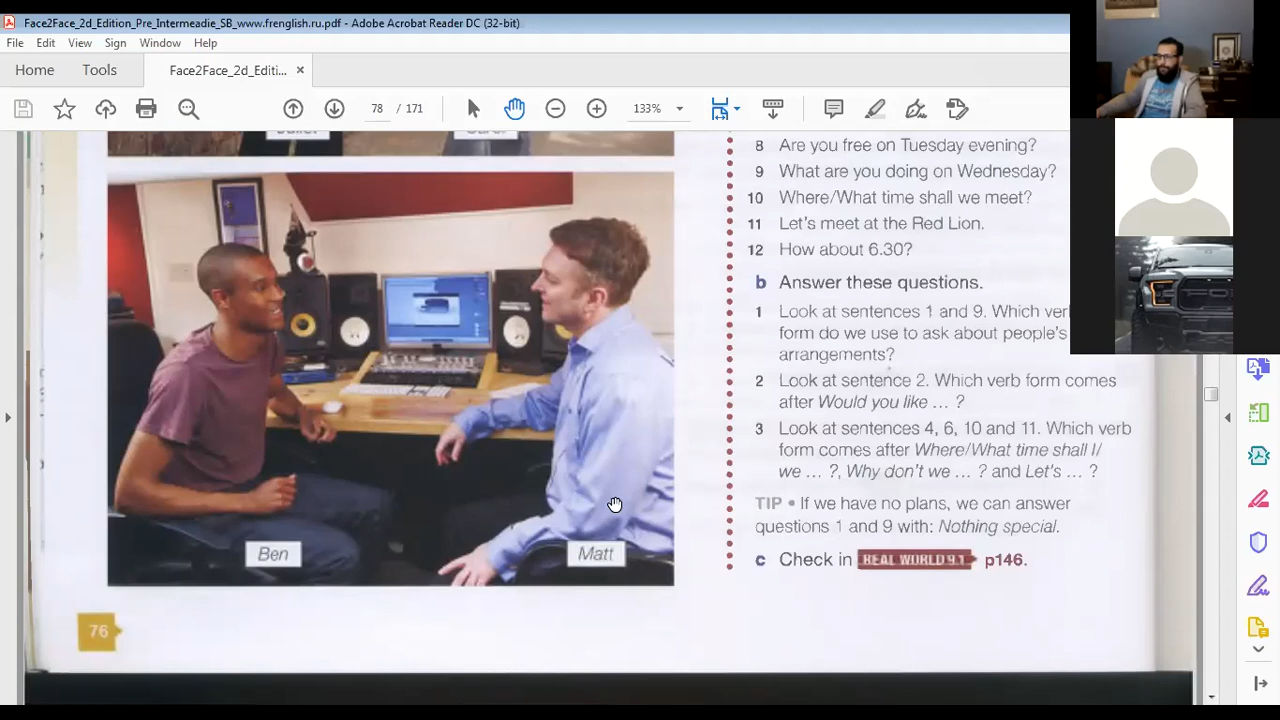 Face2Face_2d_Edition_Pre_Intermeadie_SB_www.frenglish.ru.pdf - Adobe Acrobat Reader DC (32-bit)
File Edit View Sign Window Help
Home Tools Face2Face_2d_Editi... ×
78 / 171 133%
8 Are you free on Tuesday evening?
9 What are you doing on Wednesday?
10 Where/What time shall we meet?
11 Let's meet at the Red Lion.
12 How about 6.30?
b Answer these questions.
1 Look at sentences 1 and 9. Which
form do we use to ask about people's
arrangements?
2 Look at sentence 2. Which verb form comes
after Would you like ... ?
3 Look at sentences 4, 6, 10 and 11. Which verb
form comes after Where/What time shall I/
we ... ?, Why don't we ... ? and Let's ... ?
TIP • If we have no plans, we can answer
questions 1 and 9 with: Nothing special.
c Check in REAL WORLD 9.1 p146.
Ben
Matt
76